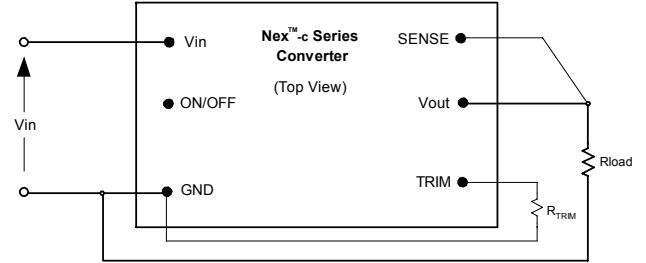 Nex™-c Series
Converter
(Top View)
Vin
ON/OFF
GND
SENSE
Vout
TRIM
Vin
Rload
RTRIM